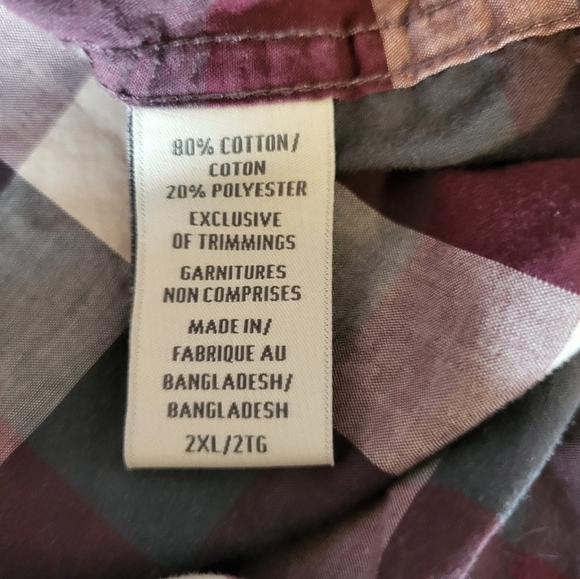 80% COTTON/
COTON
20% POLYESTER
EXCLUSIVE
OF TRIMMINGS
GARNITURES
NON COMPRISES
MADE IN/
FABRIQUE AU
BANGLADESH/
BANGLADESH
2XL/2TG